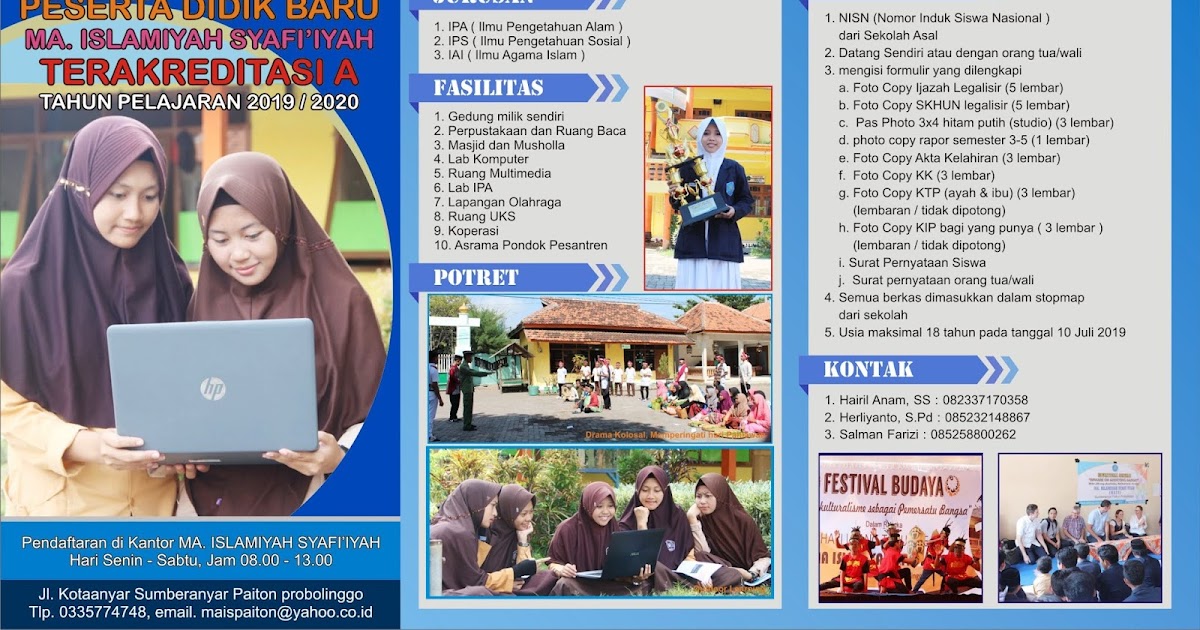 PESERTA DIDIK BARU
MA. ISLAMIYAH SYAFI'IYAH
TERAKREDITASI A
TAHUN PELAJARAN 2019 / 2020
hp
Pendaftaran di Kantor MA. ISLAMIYAH SYAFI'IYAH
Hari Senin - Sabtu, Jam 08.00 - 13.00
Jl. Kotaanyar Sumberanyar Paiton probolinggo
Tlp. 0335774748, email. maispaiton@yahoo.co.id
JURUSAN
1. IPA ( Ilmu Pengetahuan Alam )
2. IPS ( Ilmu Pengetahuan Sosial )
3. IAI ( Ilmu Agama Islam )
FASILITAS
1. Gedung milik sendiri
2. Perpustakaan dan Ruang Baca
3. Masjid dan Musholla
4. Lab Komputer
5. Ruang Multimedia
6. Lab IPA
7. Lapangan Olahraga
8. Ruang UKS
9. Koperasi
10. Asrama Pondok Pesantren
POTRET
Drama Kolosal, Memperingati hari
1. NISN (Nomor Induk Siswa Nasional )
dari Sekolah Asal
2. Datang Sendiri atau dengan orang tua/wali
3. mengisi formulir yang dilengkapi
a. Foto Copy Ijazah Legalisir (5 lembar)
b. Foto Copy SKHUN legalisir (5 lembar)
c. Pas Photo 3x4 hitam putih (studio) (3 lembar)
d. photo copy rapor semester 3-5 (1 lembar)
e. Foto Copy Akta Kelahiran (3 lembar)
f. Foto Copy KK (3 lembar)
g. Foto Copy KTP (ayah & ibu) (3 lembar)
(lembaran / tidak dipotong)
h. Foto Copy KIP bagi yang punya ( 3 lembar )
(lembaran / tidak dipotong)
i. Surat Pernyataan Siswa
j. Surat pernyataan orang tua/wali
4. Semua berkas dimasukkan dalam stopmap
dari sekolah
5. Usia maksimal 18 tahun pada tanggal 10 Juli 2019
KONTAK
1. Hairil Anam, SS : 082337170358
2. Herliyanto, S.Pd : 085232148867
3. Salman Farizi : 085258800262
FESTIVAL BUDAYA
kulturalisme sebagai Pemersatu Bangsa"
Dalam